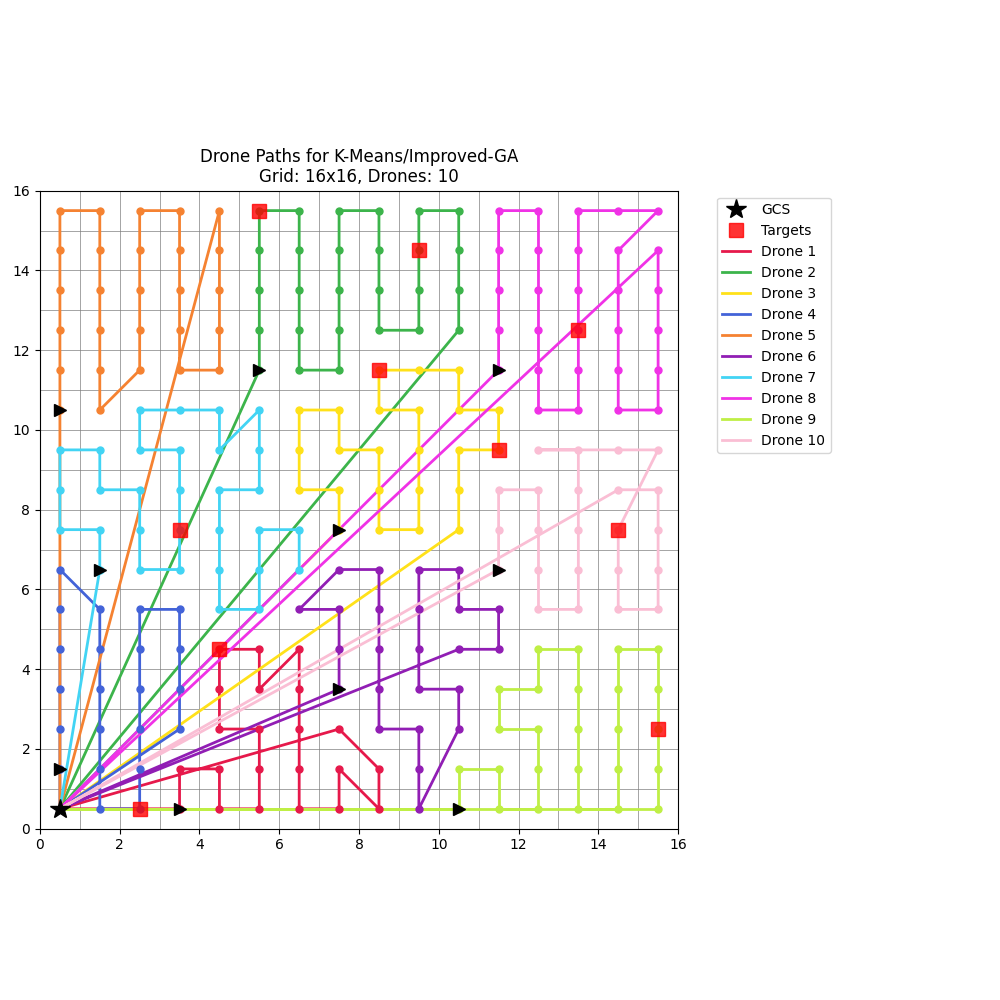 Drone Paths for K-Means/Improved-GA
Grid: 16x16, Drones: 10
16
14
12
10
8
6
4
2
0
0 2 4 6 8 10 12 14 16
GCS
Targets
Drone 1
Drone 2
Drone 3
Drone 4
Drone 5
Drone 6
Drone 7
Drone 8
Drone 9
Drone 10